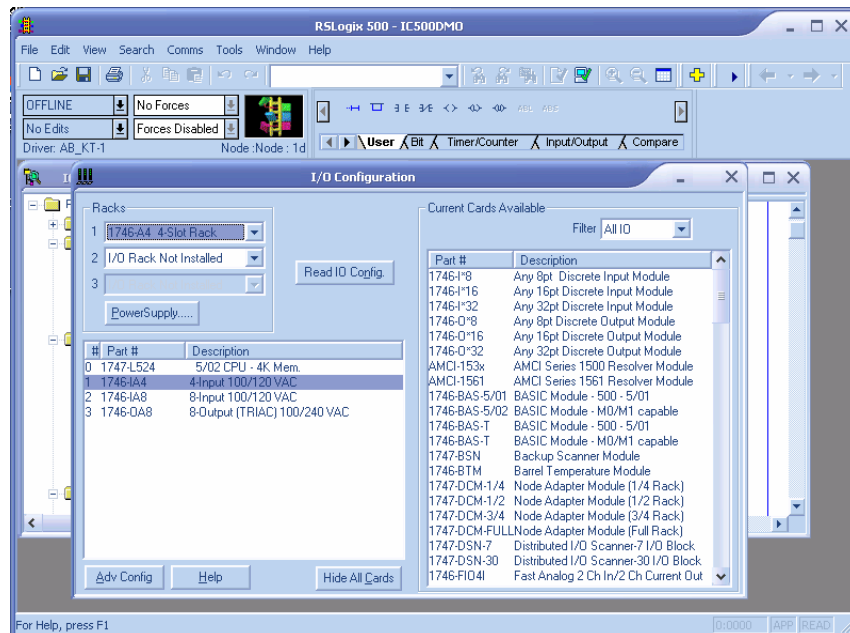 RSLogix 500 - IC500DMO
File Edit View Search Comms Tools Window Help
OFFLINE No Forces
No Edits Forces Disabled
Driver: AB_KT-1 Node :Node : 1d
User Bit Timer/Counter Input/Output Compare
I/O Configuration
Racks
1 1746-A4 4-Slot Rack
2 I/O Rack Not Installed
3
PowerSupply.....
Read IO Config.
# Part # Description
0 1747-L524 5/02 CPU - 4K Mem.
1 1746-IA4 4-Input 100/120 VAC
2 1746-IA8 8-Input 100/120 VAC
3 1746-OA8 8-Output (TRIAC) 100/240 VAC
Adv Config Help Hide All Cards
Current Cards Available
Filter All IO
Part # Description
1746-I*8 Any 8pt Discrete Input Module
1746-I*16 Any 16pt Discrete Input Module
1746-I*32 Any 32pt Discrete Input Module
1746-O*8 Any 8pt Discrete Output Module
1746-O*16 Any 16pt Discrete Output Module
1746-O*32 Any 32pt Discrete Output Module
AMCI-153x AMCI Series 1500 Resolver Module
AMCI-1561 AMCI Series 1561 Resolver Module
1746-BAS-5/01 BASIC Module - 500 - 5/01
1746-BAS-5/02 BASIC Module - M0/M1 capable
1746-BAS-T BASIC Module - 500 - 5/01
1746-BAS-T BASIC Module - M0/M1 capable
1747-BSN Backup Scanner Module
1746-BTM Barrel Temperature Module
1747-DCM-1/4 Node Adapter Module (1/4 Rack)
1747-DCM-1/2 Node Adapter Module (1/2 Rack)
1747-DCM-3/4 Node Adapter Module (3/4 Rack)
1747-DCM-FULL Node Adapter Module (Full Rack)
1747-DSN-7 Distributed I/O Scanner-7 I/O Block
1747-DSN-30 Distributed I/O Scanner-30 I/O Block
1746-FIO4I Fast Analog 2 Ch In/2 Ch Current Out
For Help, press F1 0:0000 APP READ